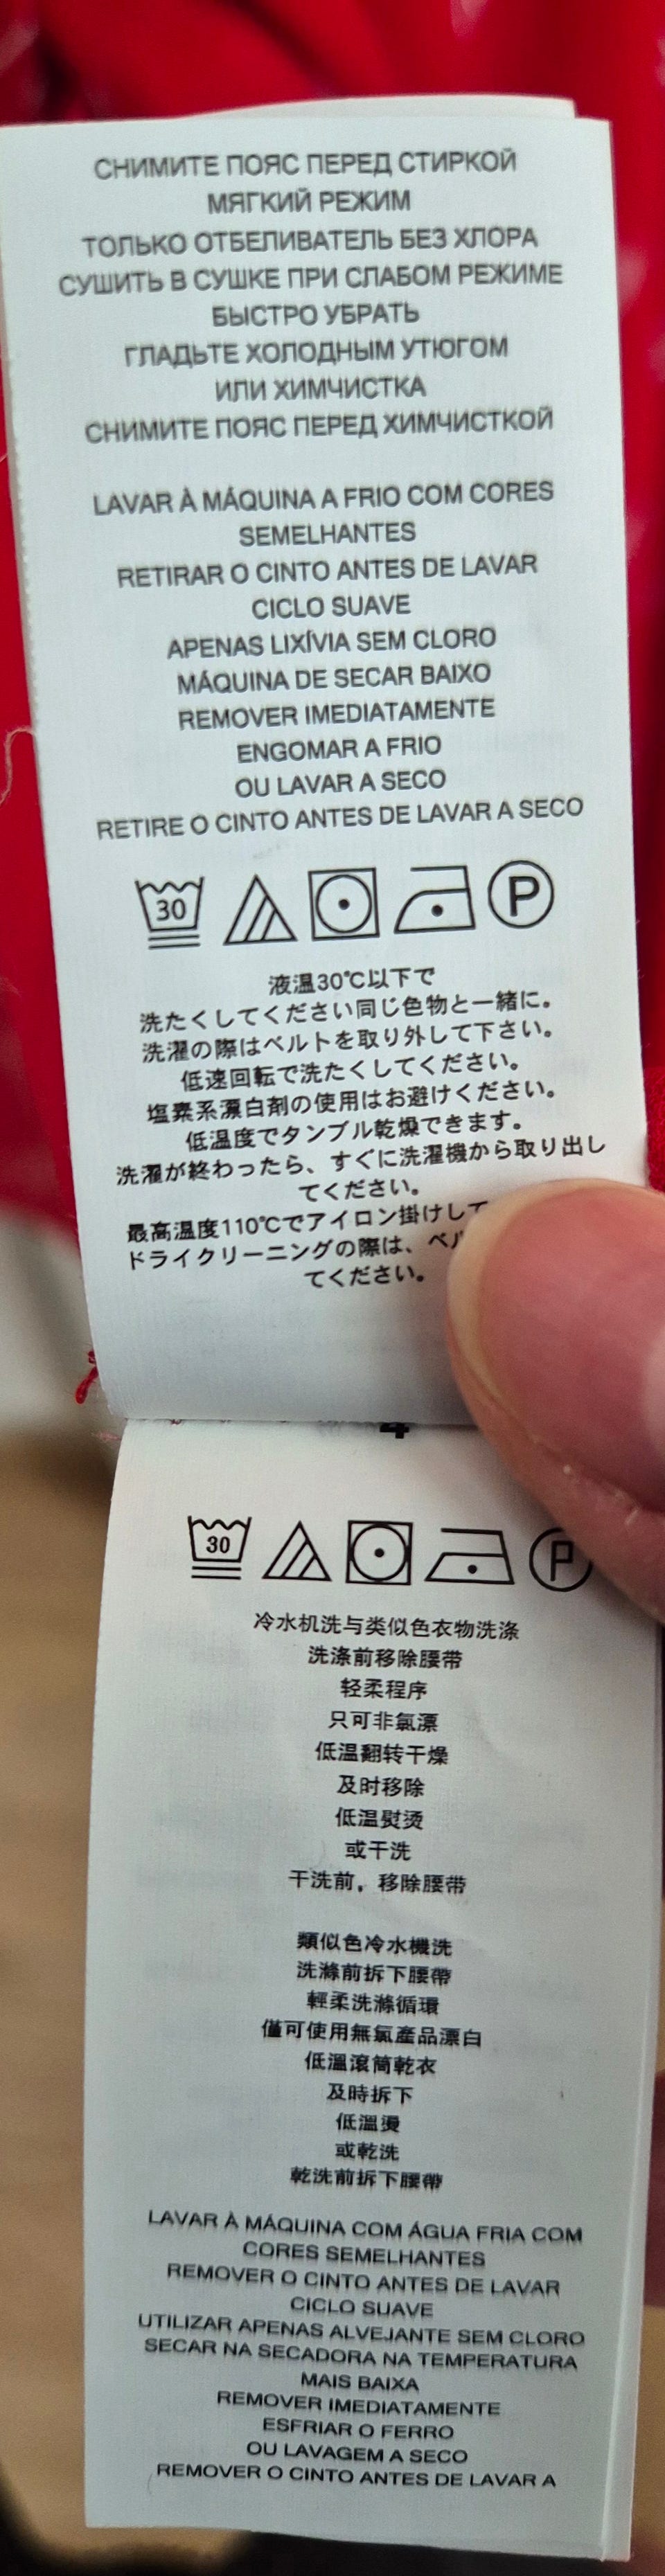 СНИМИТЕ ПОЯС ПЕРЕД СТИРКОЙ
МЯГКИЙ РЕЖИМ
ТОЛЬКО ОТБЕЛИВАТЕЛЬ БЕЗ ХЛОРА
СУШИТЬ В СУШКЕ ПРИ СЛАБОМ РЕЖИМЕ
БЫСТРО УБРАТЬ
ГЛАДЬТЕ ХОЛОДНЫМ УТЮГОМ
ИЛИ ХИМЧИСТКА
СНИМИТЕ ПОЯС ПЕРЕД ХИМЧИСТКОЙ
LAVAR À MÁQUINA A FRIO COM CORES
SEMELHANTES
RETIRAR O CINTO ANTES DE LAVAR
CICLO SUAVE
APENAS LIXÍVIA SEM CLORO
MÁQUINA DE SECAR BAIXO
REMOVER IMEDIATAMENTE
ENGOMAR A FRIO
OU LAVAR A SECO
RETIRE O CINTO ANTES DE LAVAR A SECO
30 P
液温30℃以下で
洗たくしてください同じ色物と一緒に。
洗濯の際はベルトを取り外して下さい。
低速回転で洗たくしてください。
塩素系漂白剤の使用はお避けください。
低温度でタンブル乾燥できます。
洗濯が終わったら、すぐに洗濯機から取り出し
てください。
最高温度110℃でアイロン掛けして
ドライクリーニングの際は、ベル
てください。
4
30 P
冷水机洗与类似色衣物洗涤
洗涤前移除腰带
轻柔程序
只可非氯漂
低温翻转干燥
及时移除
低温熨烫
或干洗
干洗前，移除腰带
類似色冷水機洗
洗滌前拆下腰帶
輕柔洗滌循環
僅可使用無氯產品漂白
低溫滾筒乾衣
及時拆下
低溫燙
或乾洗
乾洗前拆下腰帶
LAVAR À MÁQUINA COM ÁGUA FRIA COM
CORES SEMELHANTES
REMOVER O CINTO ANTES DE LAVAR
CICLO SUAVE
UTILIZAR APENAS ALVEJANTE SEM CLORO
SECAR NA SECADORA NA TEMPERATURA
MAIS BAIXA
REMOVER IMEDIATAMENTE
ESFRIAR O FERRO
OU LAVAGEM A SECO
REMOVER O CINTO ANTES DE LAVAR A